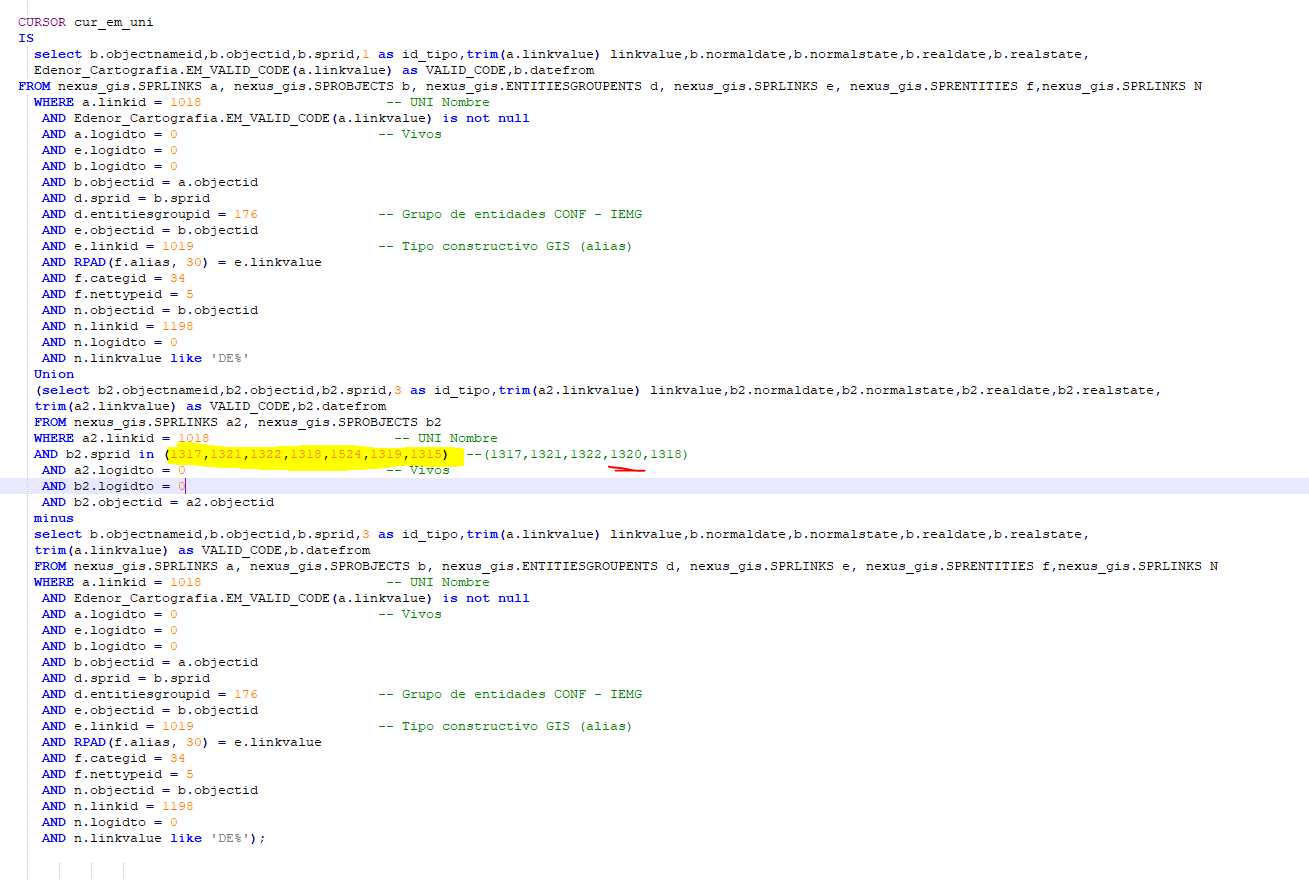 CURSOR cur_em_uni
IS
select b.objectnameid,b.objectid,b.sprid,1 as id_tipo,trim(a.linkvalue) linkvalue,b.normaldate,b.normalstate,b.realdate,b.realstate,
Edenor_Cartografia.EM_VALID_CODE(a.linkvalue) as VALID_CODE,b.datefrom
FROM nexus_gis.SPRLINKS a, nexus_gis.SPROBJECTS b, nexus_gis.ENTITIESGROUPENTS d, nexus_gis.SPRLINKS e, nexus_gis.SPRENTITIES f,nexus_gis.SPRLINKS N
WHERE a.linkid = 1018 -- UNI Nombre
AND Edenor_Cartografia.EM_VALID_CODE(a.linkvalue) is not null
AND a.logidto = 0 -- Vivos
AND e.logidto = 0
AND b.logidto = 0
AND b.objectid = a.objectid
AND d.sprid = b.sprid
AND d.entitiesgroupid = 176 -- Grupo de entidades CONF - IEMG
AND e.objectid = b.objectid
AND e.linkid = 1019 -- Tipo constructivo GIS (alias)
AND RPAD(f.alias, 30) = e.linkvalue
AND f.categid = 34
AND f.nettypeid = 5
AND n.objectid = b.objectid
AND n.linkid = 1198
AND n.logidto = 0
AND n.linkvalue like 'DE%'
Union
(select b2.objectnameid,b2.objectid,b2.sprid,3 as id_tipo,trim(a2.linkvalue) linkvalue,b2.normaldate,b2.normalstate,b2.realdate,b2.realstate,
trim(a2.linkvalue) as VALID_CODE,b2.datefrom
FROM nexus_gis.SPRLINKS a2, nexus_gis.SPROBJECTS b2
WHERE a2.linkid = 1018 -- UNI Nombre
AND b2.sprid in (1317,1321,1322,1318,1524,1319,1315) --(1317,1321,1322,1320,1318)
AND a2.logidto = 0 -- Vivos
AND b2.logidto = 0
AND b2.objectid = a2.objectid
minus
select b.objectnameid,b.objectid,b.sprid,3 as id_tipo,trim(a.linkvalue) linkvalue,b.normaldate,b.normalstate,b.realdate,b.realstate,
trim(a.linkvalue) as VALID_CODE,b.datefrom
FROM nexus_gis.SPRLINKS a, nexus_gis.SPROBJECTS b, nexus_gis.ENTITIESGROUPENTS d, nexus_gis.SPRLINKS e, nexus_gis.SPRENTITIES f,nexus_gis.SPRLINKS N
WHERE a.linkid = 1018 -- UNI Nombre
AND Edenor_Cartografia.EM_VALID_CODE(a.linkvalue) is not null
AND a.logidto = 0 -- Vivos
AND e.logidto = 0
AND b.logidto = 0
AND b.objectid = a.objectid
AND d.sprid = b.sprid
AND d.entitiesgroupid = 176 -- Grupo de entidades CONF - IEMG
AND e.objectid = b.objectid
AND e.linkid = 1019 -- Tipo constructivo GIS (alias)
AND RPAD(f.alias, 30) = e.linkvalue
AND f.categid = 34
AND f.nettypeid = 5
AND n.objectid = b.objectid
AND n.linkid = 1198
AND n.logidto = 0
AND n.linkvalue like 'DE%');